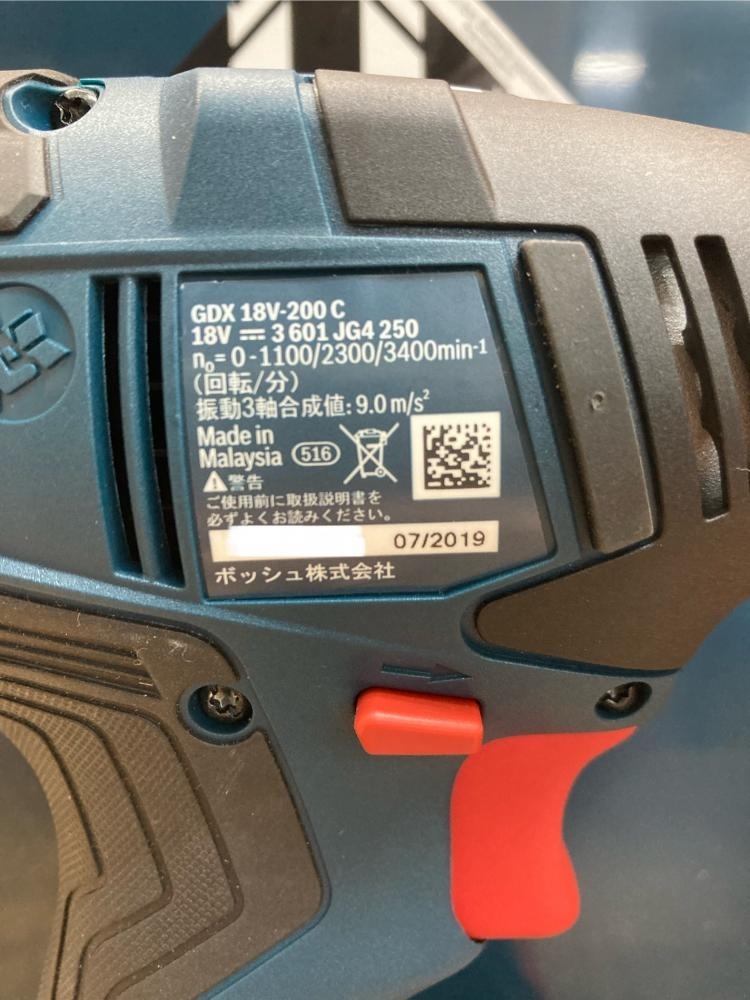 GDX 18V-200 C
18V ⎓ 3 601 JG4 250
n₀ = 0-1100/2300/3400min⁻¹
(回転/分)
振動3軸合成値: 9.0 m/s²
Made in
Malaysia 516
⚠警告
ご使用前に取扱説明書を
必ずよくお読みください。
07/2019
ボッシュ株式会社